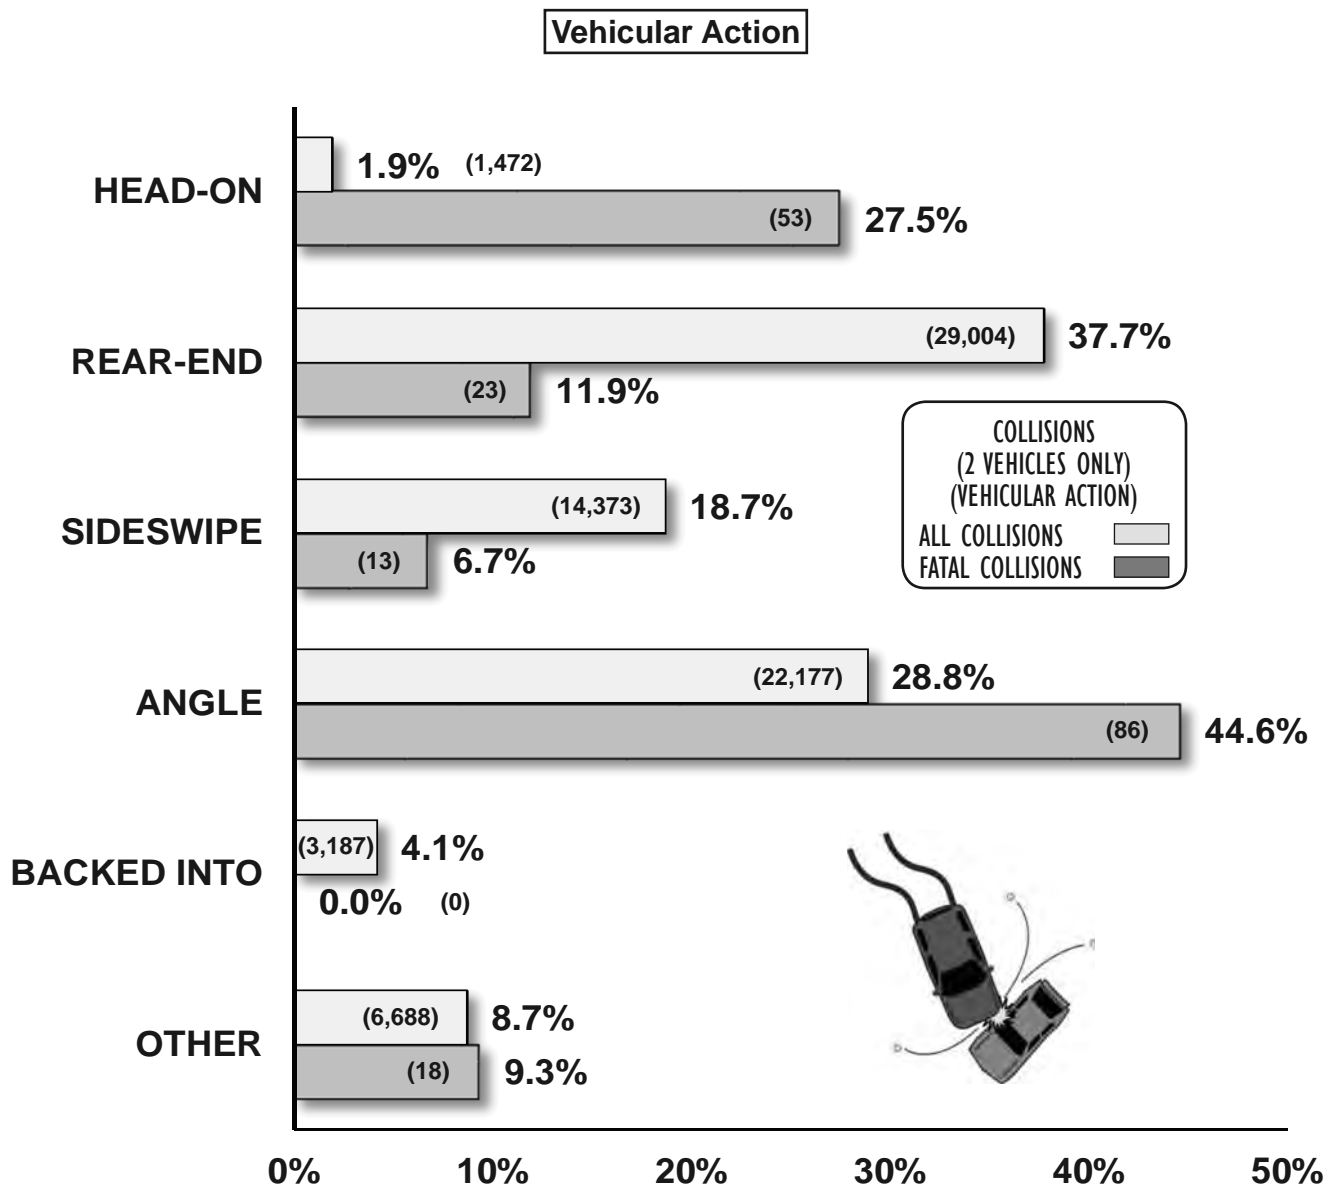 Vehicular Action
HEAD-ON
1.9% (1,472)
(53) 27.5%
REAR-END
(29,004) 37.7%
(23) 11.9%
SIDESWIPE
(14,373) 18.7%
(13) 6.7%
COLLISIONS
(2 VEHICLES ONLY)
(VEHICULAR ACTION)
ALL COLLISIONS
FATAL COLLISIONS
ANGLE
(22,177) 28.8%
(86) 44.6%
BACKED INTO
(3,187) 4.1%
0.0% (0)
OTHER
(6,688) 8.7%
(18) 9.3%
0% 10% 20% 30% 40% 50%